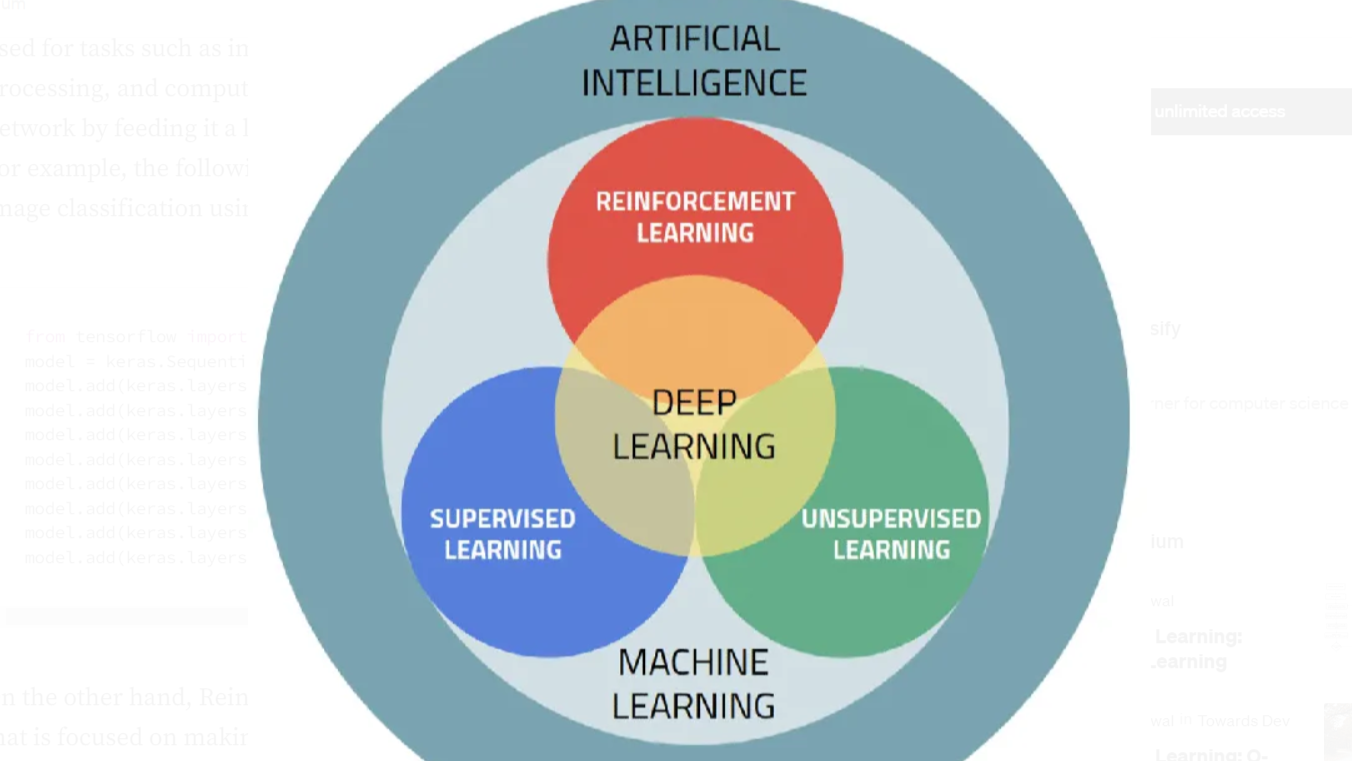 um
sed for tasks such as in
rocessing, and comput
etwork by feeding it a l
or example, the followi
mage classification usin
from tensorflow import
model = keras.Sequenti
model.add(keras.layers
model.add(keras.layers
model.add(keras.layers
model.add(keras.layers
model.add(keras.layers
model.add(keras.layers
model.add(keras.layers
model.add(keras.layers
n the other hand, Rein
hat is focused on makin
ARTIFICIAL
INTELLIGENCE
REINFORCEMENT
LEARNING
DEEP
LEARNING
SUPERVISED
LEARNING
UNSUPERVISED
LEARNING
MACHINE
LEARNING
unlimited access
sify
ner for computer science
ium
wal
Learning:
Learning
wal in Towards Dev
Learning: Q-